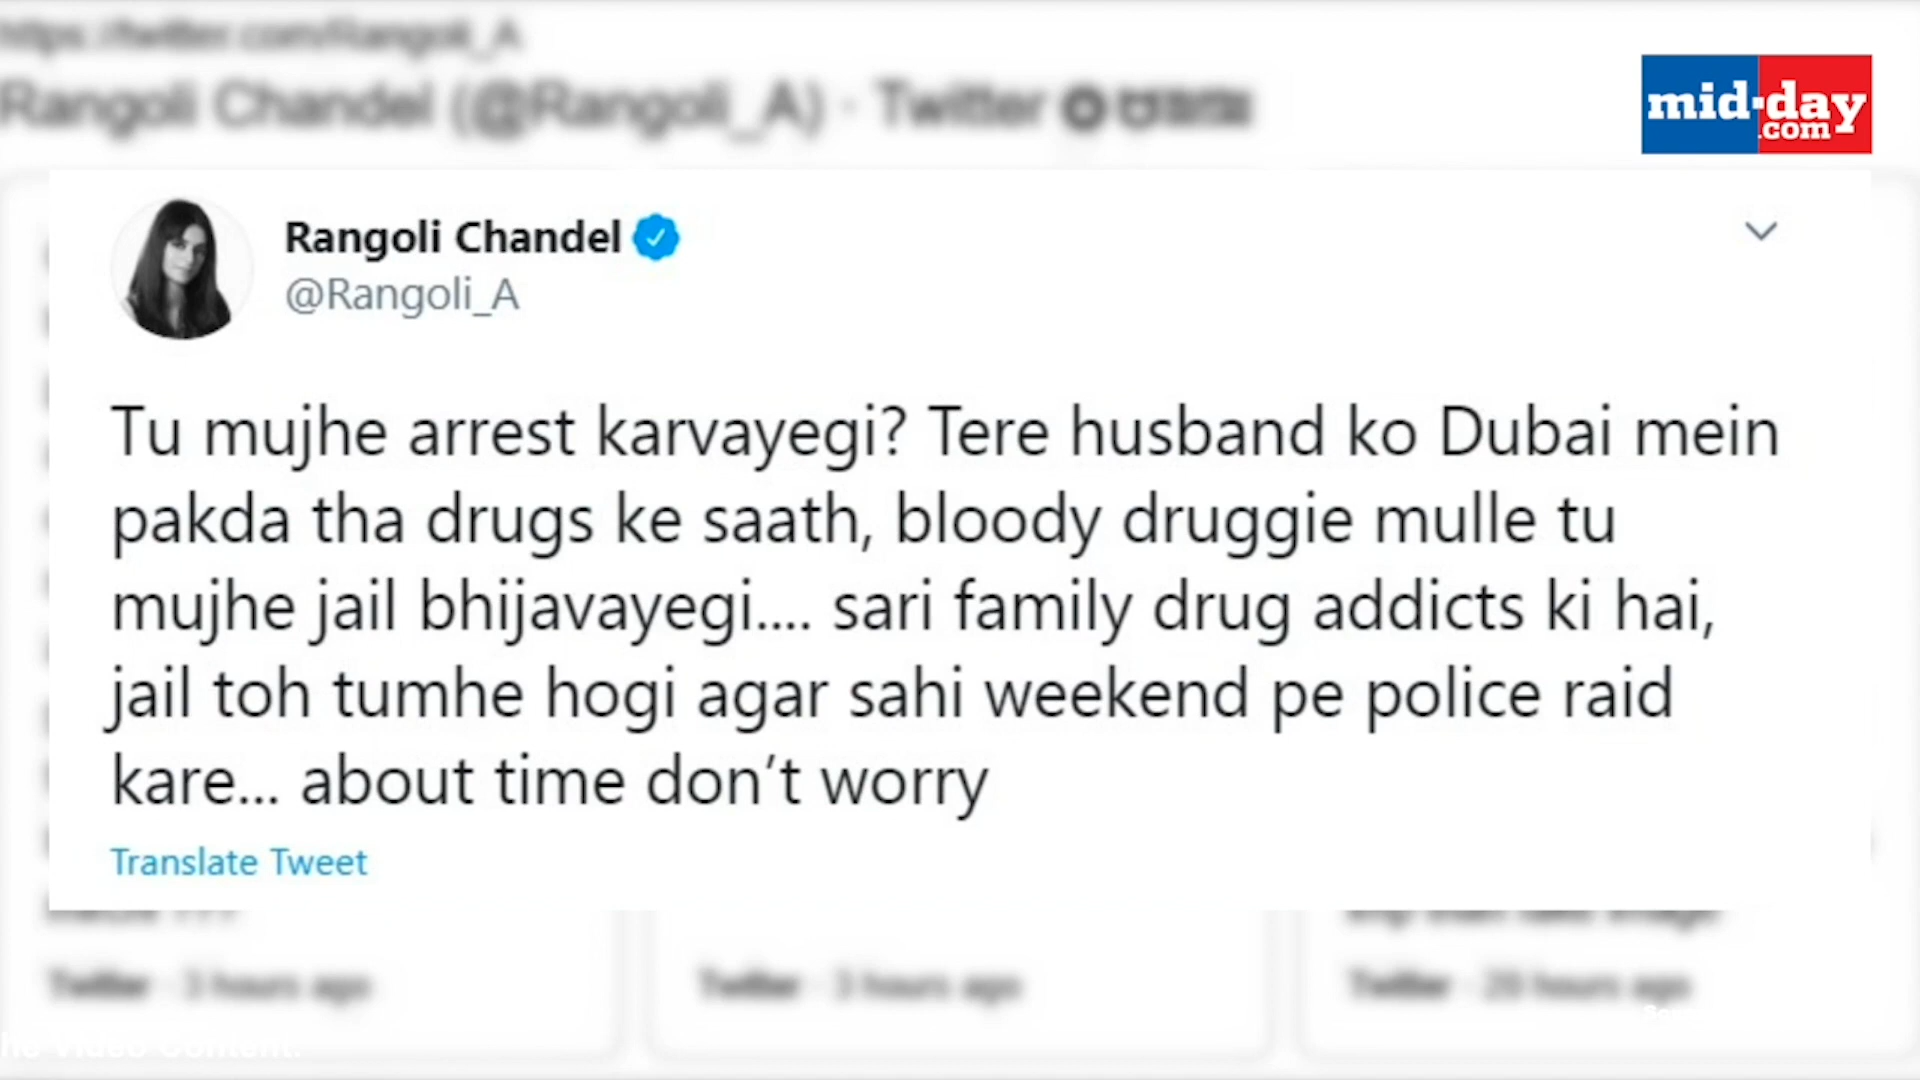 https://twitter.com/Rangoli_A
Rangoli Chandel (@Rangoli_A) · Twitter
mid-day
.com
Rangoli Chandel
@Rangoli_A
Tu mujhe arrest karvayegi? Tere husband ko Dubai mein
pakda tha drugs ke saath, bloody druggie mulle tu
mujhe jail bhijavayegi.... sari family drug addicts ki hai,
jail toh tumhe hogi agar sahi weekend pe police raid
kare... about time don’t worry
Translate Tweet
Twitter · 3 hours ago
Twitter · 3 hours ago
Twitter · 20 hours ago
Video Content.